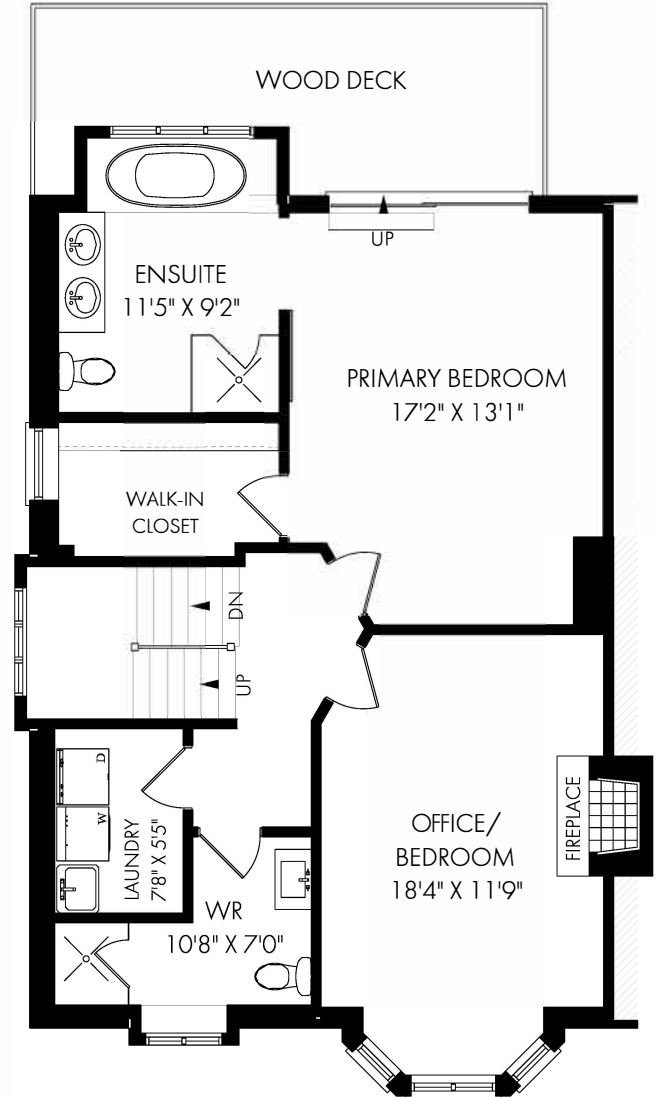 WOOD DECK
UP
ENSUITE
11'5" X 9'2"
PRIMARY BEDROOM
17'2" X 13'1"
WALK-IN
CLOSET
DN
UP
D
W
LAUNDRY
7'8" X 5'5"
OFFICE/
BEDROOM
18'4" X 11'9"
FIREPLACE
WR
10'8" X 7'0"